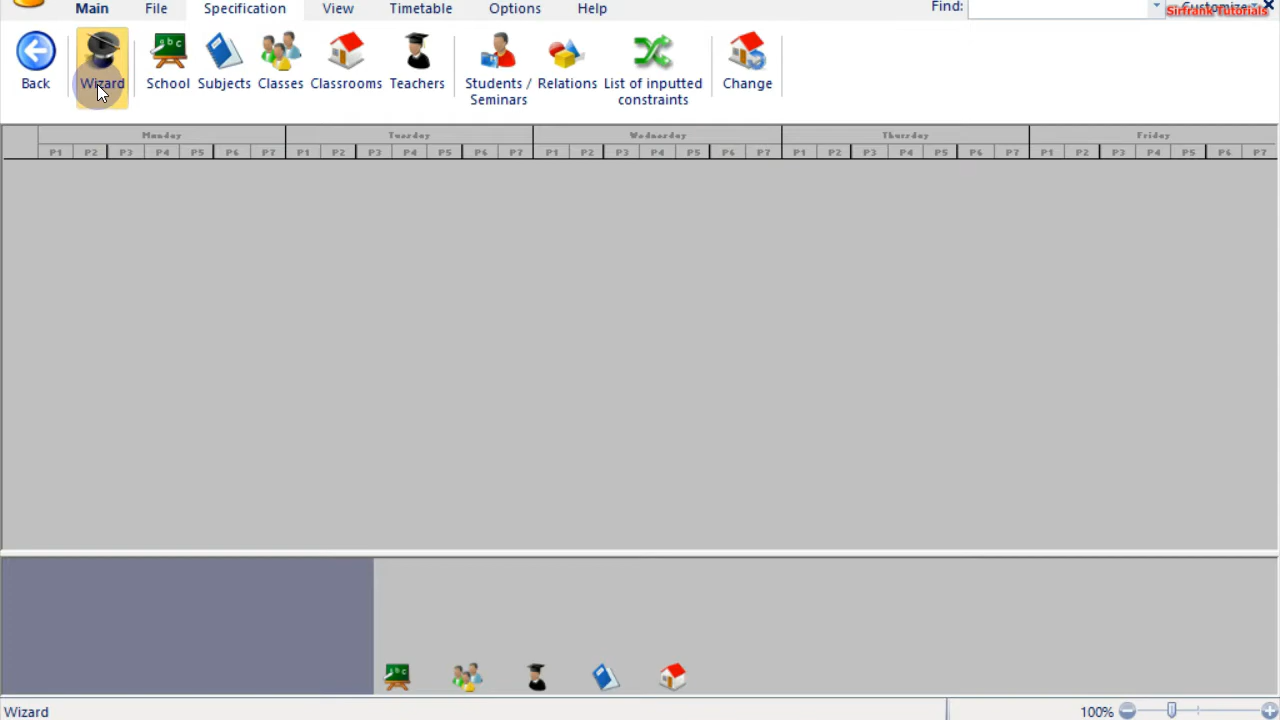 Main File Specification View Timetable Options Help Find: Customize
Sirfrank Tutorials
Back Wizard School Subjects Classes Classrooms Teachers Students / Seminars Relations List of inputted constraints Change
Monday Tuesday Wednesday Thursday Friday
P1 P2 P3 P4 P5 P6 P7 P1 P2 P3 P4 P5 P6 P7 P1 P2 P3 P4 P5 P6 P7 P1 P2 P3 P4 P5 P6 P7 P1 P2 P3 P4 P5 P6 P7
abc
Wizard 100%